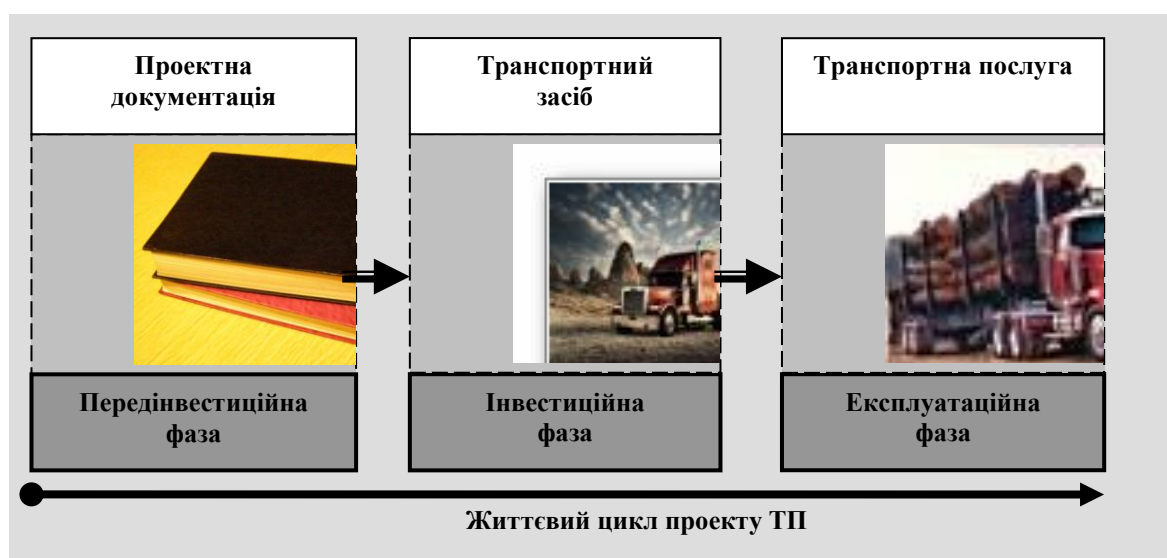 Проектна
документація
Транспортний
засіб
Транспортна послуга
Передінвестиційна
фаза
Інвестиційна
фаза
Експлуатаційна
фаза
Життєвий цикл проекту ТП